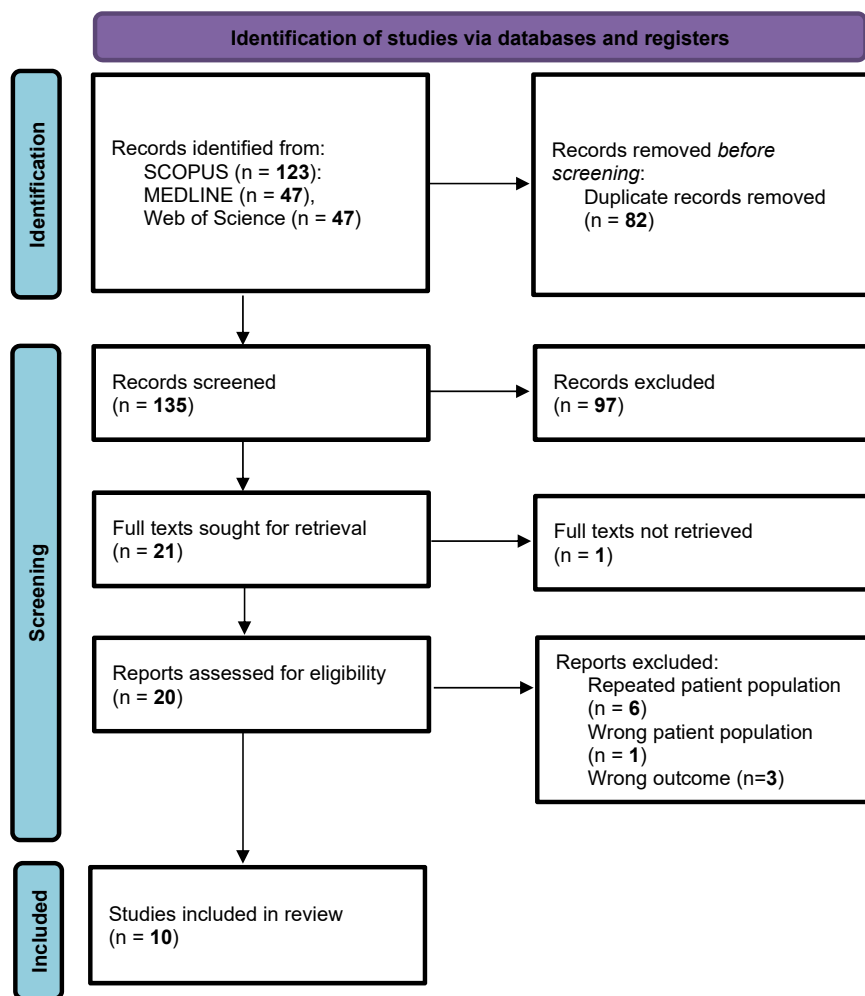 Identification of studies via databases and registers
Identification
Records identified from:
SCOPUS (n = 123):
MEDLINE (n = 47),
Web of Science (n = 47)
Records removed before
screening:
Duplicate records removed
(n = 82)
Screening
Records screened
(n = 135)
Records excluded
(n = 97)
Full texts sought for retrieval
(n = 21)
Full texts not retrieved
(n = 1)
Reports assessed for eligibility
(n = 20)
Reports excluded:
Repeated patient population
(n = 6)
Wrong patient population
(n = 1)
Wrong outcome (n=3)
Included
Studies included in review
(n = 10)